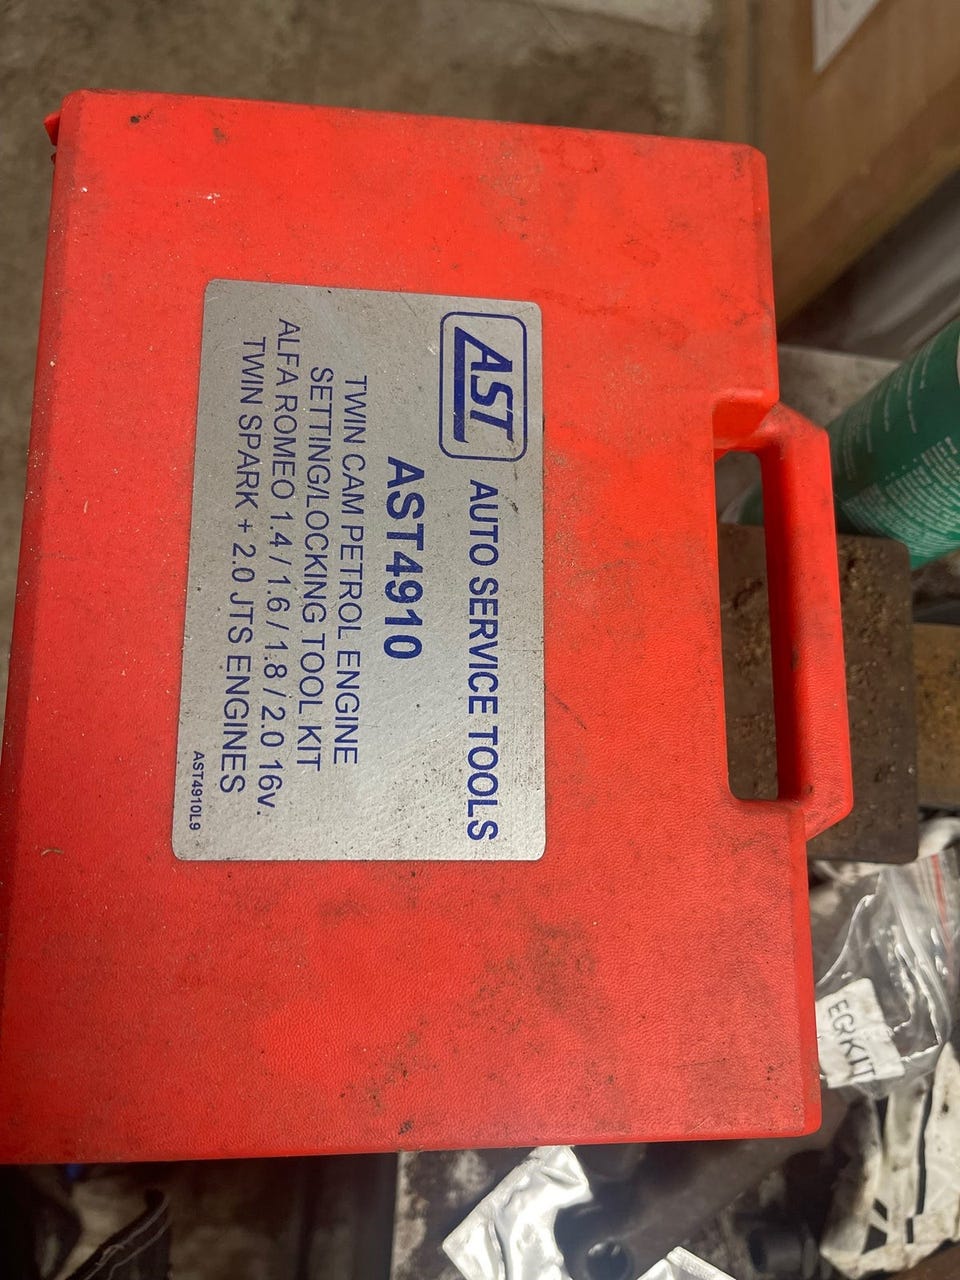 AST AUTO SERVICE TOOLS
AST4910
TWIN CAM PETROL ENGINE
SETTING/LOCKING TOOL KIT
ALFA ROMEO 1.4 / 1.6 / 1.8 / 2.0 16v.
TWIN SPARK + 2.0 JTS ENGINES
AST4910L9